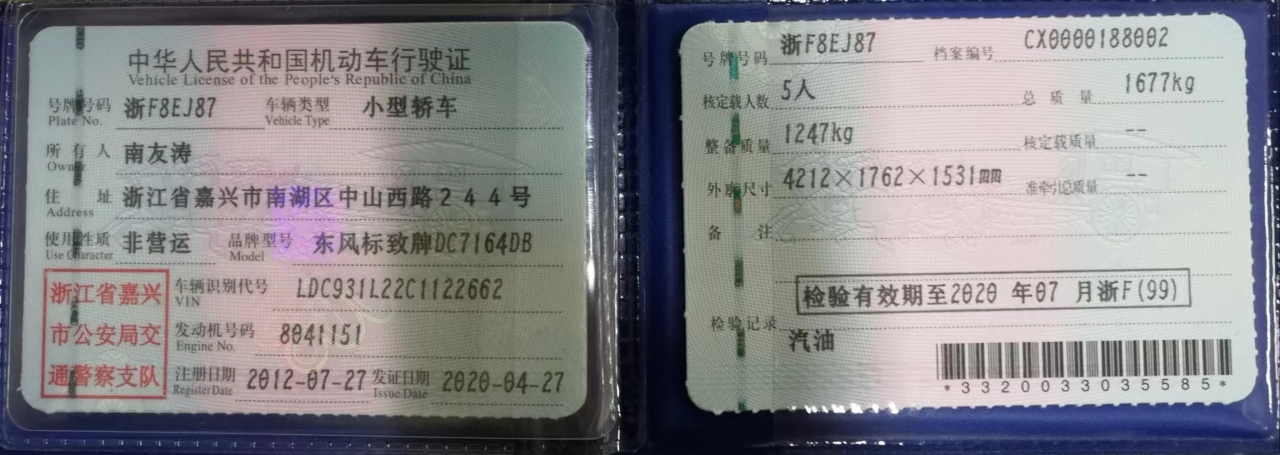 中华人民共和国机动车行驶证
Vehicle License of the People's Republic of China
号牌号码 浙F8EJ87 车辆类型 小型轿车
Plate No. Vehicle Type
所有人 南友涛
Owner
住址 浙江省嘉兴市南湖区中山西路244号
Address
使用性质 非营运 品牌型号 东风标致牌DC7164DB
Use Character Model
浙江省嘉兴
市公安局交
通警察支队
车辆识别代号 LDC931L22C1122662
VIN
发动机号码 8041151
Engine No.
注册日期 2012-07-27 发证日期 2020-04-27
Register Date Issue Date
号牌号码 浙F8EJ87 档案编号 CX0000188002
核定载人数 5人 总质量 1677kg
整备质量 1247kg 核定载质量 --
外廓尺寸 4212×1762×1531㎜ 准牵引总质量 --
备注
检验有效期至2020 年07 月浙F(99)
检验记录
汽油
*3320033035585*